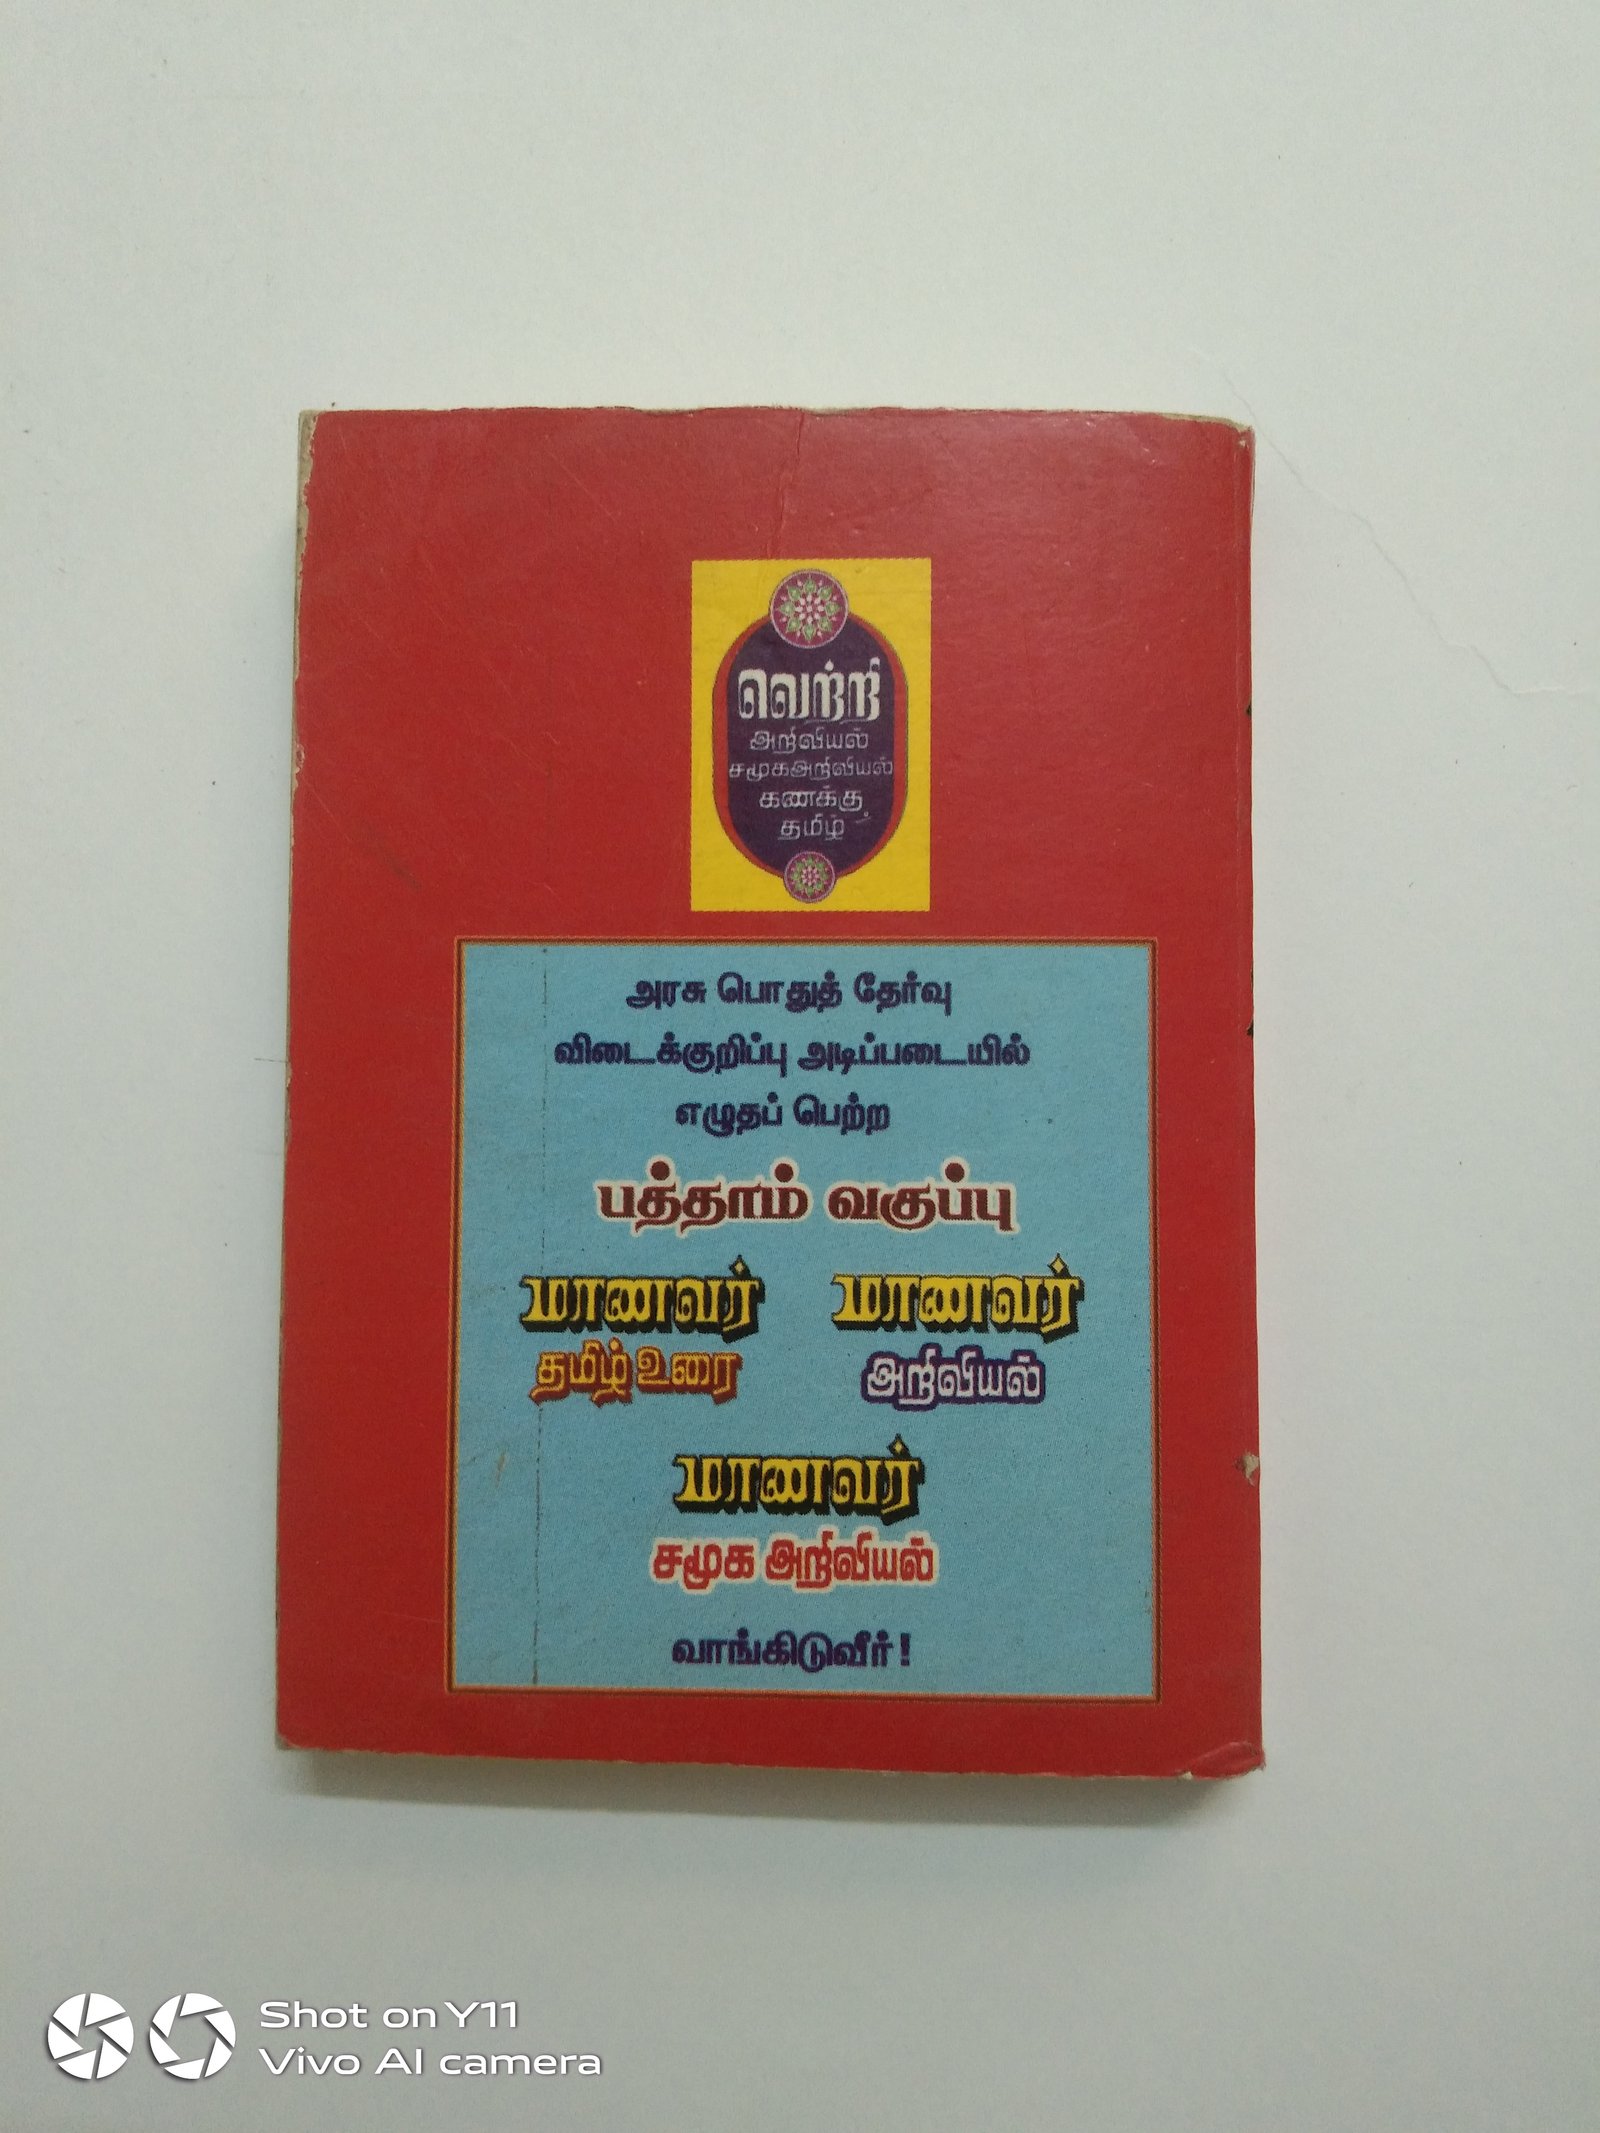 வெற்றி
அறிவியல்
சமூகஅறிவியல்
கணக்கு
தமிழ்
அரசு பொதுத் தேர்வு
விடைக்குறிப்பு அடிப்படையில்
எழுதப் பெற்ற
பத்தாம் வகுப்பு
மாணவர்
தமிழ் உரை
மாணவர்
அறிவியல்
மாணவர்
சமூக அறிவியல்
வாங்கிடுவீர் !
Shot on Y11
Vivo AI camera